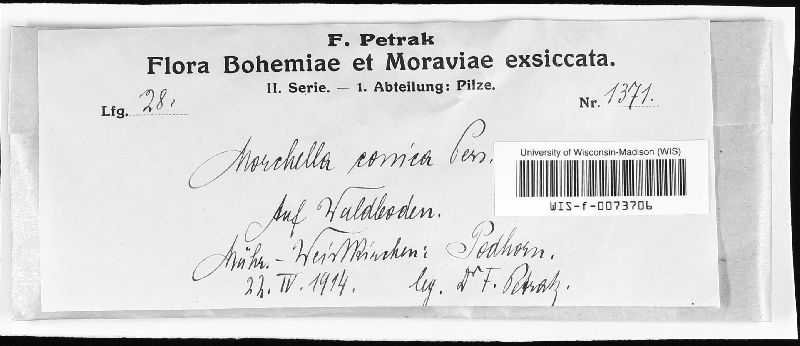 F. Petrak
Flora Bohemiae et Moraviae exsiccata.
II. Serie. — 1. Abteilung: Pilze.
Lfg. 28. Nr. 1371.
Morchella conica Pers.
University of Wisconsin-Madison (WIS)
WIS-f-0073706
Auf Waldboden.
Mähr.-Weisskirchen: Podhorn.
22. IV. 1914. leg. Dr F. Petrak.